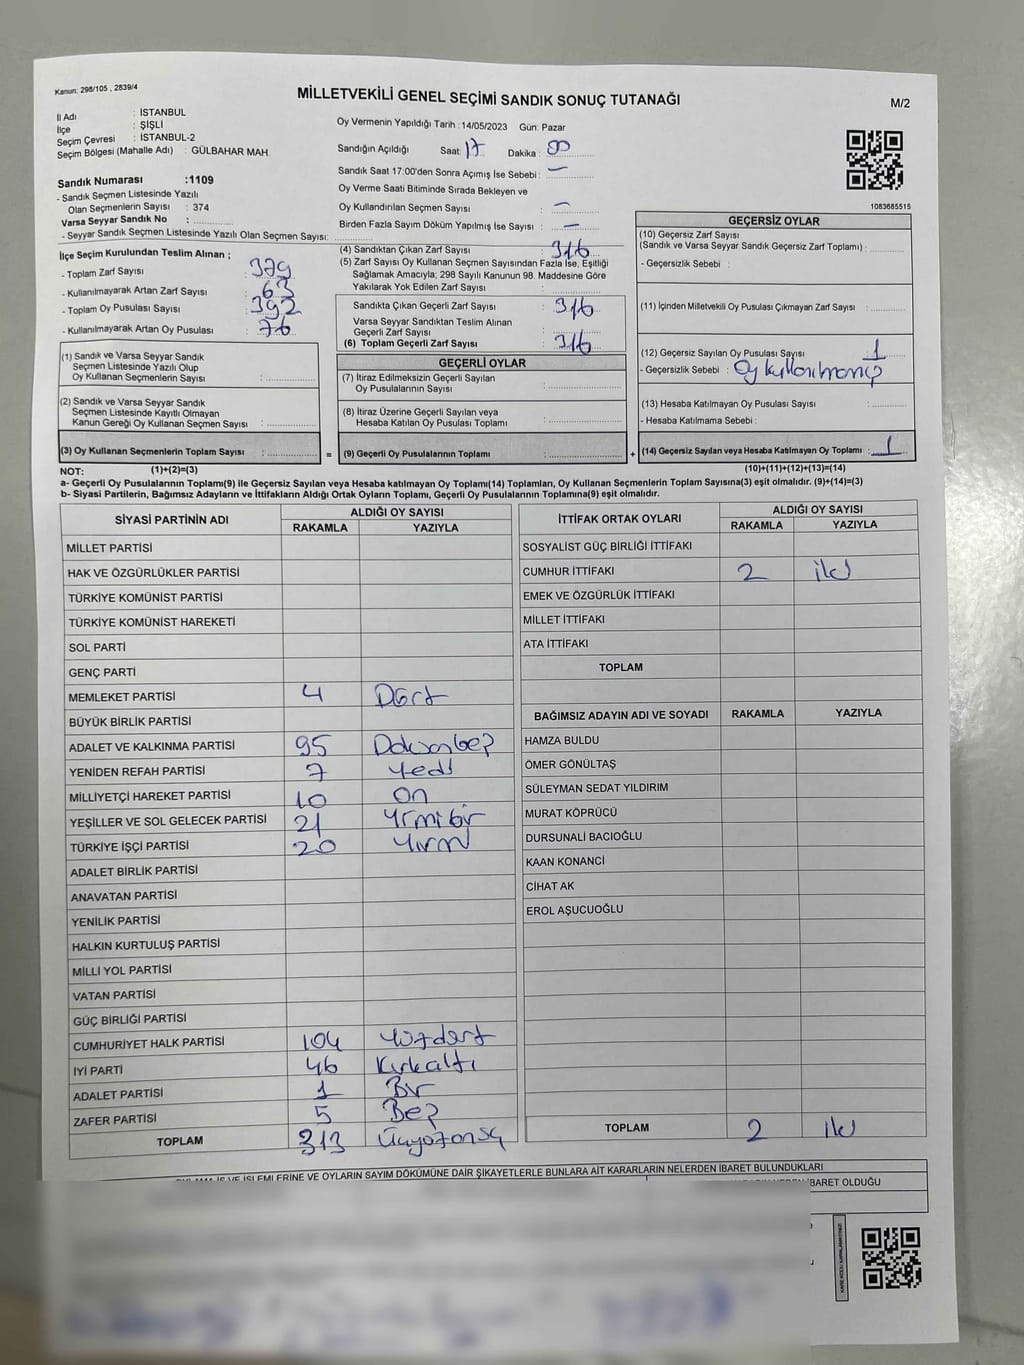 Kanun: 298/105 , 2839/4
MİLLETVEKİLİ GENEL SEÇİMİ SANDIK SONUÇ TUTANAĞI
M/2
İl Adı : İSTANBUL
İlçe : ŞİŞLİ
Seçim Çevresi : İSTANBUL-2
Seçim Bölgesi (Mahalle Adı) : GÜLBAHAR MAH.
Sandık Numarası :1109
- Sandık Seçmen Listesinde Yazılı
Olan Seçmenlerin Sayısı : 374
Varsa Seyyar Sandık No :
- Seyyar Sandık Seçmen Listesinde Yazılı Olan Seçmen Sayısı:
İlçe Seçim Kurulundan Teslim Alınan ;
- Toplam Zarf Sayısı : 379
- Kullanılmayarak Artan Zarf Sayısı : 63
- Toplam Oy Pusulası Sayısı : 392
- Kullanılmayarak Artan Oy Pusulası : 76
Oy Vermenin Yapıldığı Tarih :14/05/2023 Gün: Pazar
Sandığın Açıldığı Saat: 17 Dakika : 00
Sandık Saat 17:00'den Sonra Açımış İse Sebebi : —
Oy Verme Saati Bitiminde Sırada Bekleyen ve
Oy Kullandırılan Seçmen Sayısı : —
Birden Fazla Sayım Döküm Yapılmış İse Sayısı : —
(4) Sandıktan Çıkan Zarf Sayısı : 316
(5) Zarf Sayısı Oy Kullanan Seçmen Sayısından Fazla İse, Eşitliği
Sağlamak Amacıyla; 298 Sayılı Kanunun 98. Maddesine Göre
Yakılarak Yok Edilen Zarf Sayısı :
Sandıkta Çıkan Geçerli Zarf Sayısı : 316
Varsa Seyyar Sandıktan Teslim Alınan
Geçerli Zarf Sayısı :
(6) Toplam Geçerli Zarf Sayısı : 316
1083685515
GEÇERSİZ OYLAR
(10) Geçersiz Zarf Sayısı
(Sandık ve Varsa Seyyar Sandık Geçersiz Zarf Toplamı) :
- Geçersizlik Sebebi :
(11) İçinden Milletvekili Oy Pusulası Çıkmayan Zarf Sayısı :
(12) Geçersiz Sayılan Oy Pusulası Sayısı : 1
- Geçersizlik Sebebi : Oy kullanılmamış
(13) Hesaba Katılmayan Oy Pusulası Sayısı :
- Hesaba Katılmama Sebebi :
(14) Geçersiz Sayılan veya Hesaba Katılmayan Oy Toplamı : 1
(1) Sandık ve Varsa Seyyar Sandık
Seçmen Listesinde Yazılı Olup
Oy Kullanan Seçmenlerin Sayısı :
(2) Sandık ve Varsa Seyyar Sandık
Seçmen Listesinde Kayıtlı Olmayan
Kanun Gereği Oy Kullanan Seçmen Sayısı :
(3) Oy Kullanan Seçmenlerin Toplam Sayısı : =
GEÇERLİ OYLAR
(7) İtiraz Edilmeksizin Geçerli Sayılan
Oy Pusulalarının Sayısı :
(8) İtiraz Üzerine Geçerli Sayılan veya
Hesaba Katılan Oy Pusulası Toplamı :
(9) Geçerli Oy Pusulalarının Toplamı : +
NOT: (1)+(2)=(3) (10)+(11)+(12)+(13)=(14)
a- Geçerli Oy Pusulalarının Toplamı(9) ile Geçersiz Sayılan veya Hesaba Katılmayan Oy Toplamı(14) Toplamları, Oy Kullanan Seçmenlerin Toplam Sayısına(3) eşit olmalıdır. (9)+(14)=(3)
b- Siyasi Partilerin, Bağımsız Adayların ve İttifakların Aldığı Ortak Oyların Toplamı, Geçerli Oy Pusulalarının Toplamına(9) eşit olmalıdır.
SİYASİ PARTİNİN ADI ALDIĞI OY SAYISI
RAKAMLA YAZIYLA
MİLLET PARTİSİ
HAK VE ÖZGÜRLÜKLER PARTİSİ
TÜRKİYE KOMÜNİST PARTİSİ
TÜRKİYE KOMÜNİST HAREKETİ
SOL PARTİ
GENÇ PARTİ
MEMLEKET PARTİSİ 4 Dört
BÜYÜK BİRLİK PARTİSİ
ADALET VE KALKINMA PARTİSİ 95 Doksanbeş
YENİDEN REFAH PARTİSİ 7 Yedi
MİLLİYETÇİ HAREKET PARTİSİ 10 On
YEŞİLLER VE SOL GELECEK PARTİSİ 21 Yirmibir
TÜRKİYE İŞÇİ PARTİSİ 20 Yirmi
ADALET BİRLİK PARTİSİ
ANAVATAN PARTİSİ
YENİLİK PARTİSİ
HALKIN KURTULUŞ PARTİSİ
MİLLİ YOL PARTİSİ
VATAN PARTİSİ
GÜÇ BİRLİĞİ PARTİSİ
CUMHURİYET HALK PARTİSİ 104 Yüzdört
İYİ PARTİ 46 Kırkaltı
ADALET PARTİSİ 1 Bir
ZAFER PARTİSİ 5 Beş
TOPLAM 313 Üçyüzonüç
İTTİFAK ORTAK OYLARI ALDIĞI OY SAYISI
RAKAMLA YAZIYLA
SOSYALİST GÜÇ BİRLİĞİ İTTİFAKI
CUMHUR İTTİFAKI 2 iki
EMEK VE ÖZGÜRLÜK İTTİFAKI
MİLLET İTTİFAKI
ATA İTTİFAKI
TOPLAM
BAĞIMSIZ ADAYIN ADI VE SOYADI RAKAMLA YAZIYLA
HAMZA BULDU
ÖMER GÖNÜLTAŞ
SÜLEYMAN SEDAT YILDIRIM
MURAT KÖPRÜCÜ
DURSUNALİ BACIOĞLU
KAAN KONANCİ
CİHAT AK
EROL AŞUCUOĞLU
TOPLAM 2 iki
İŞLEMLERİNE VE OYLARIN SAYIM DÖKÜMÜNE DAİR ŞİKAYETLERLE BUNLARA AİT KARARLARIN NELERDEN İBARET BULUNDUKLARI
İBARET OLDUĞU